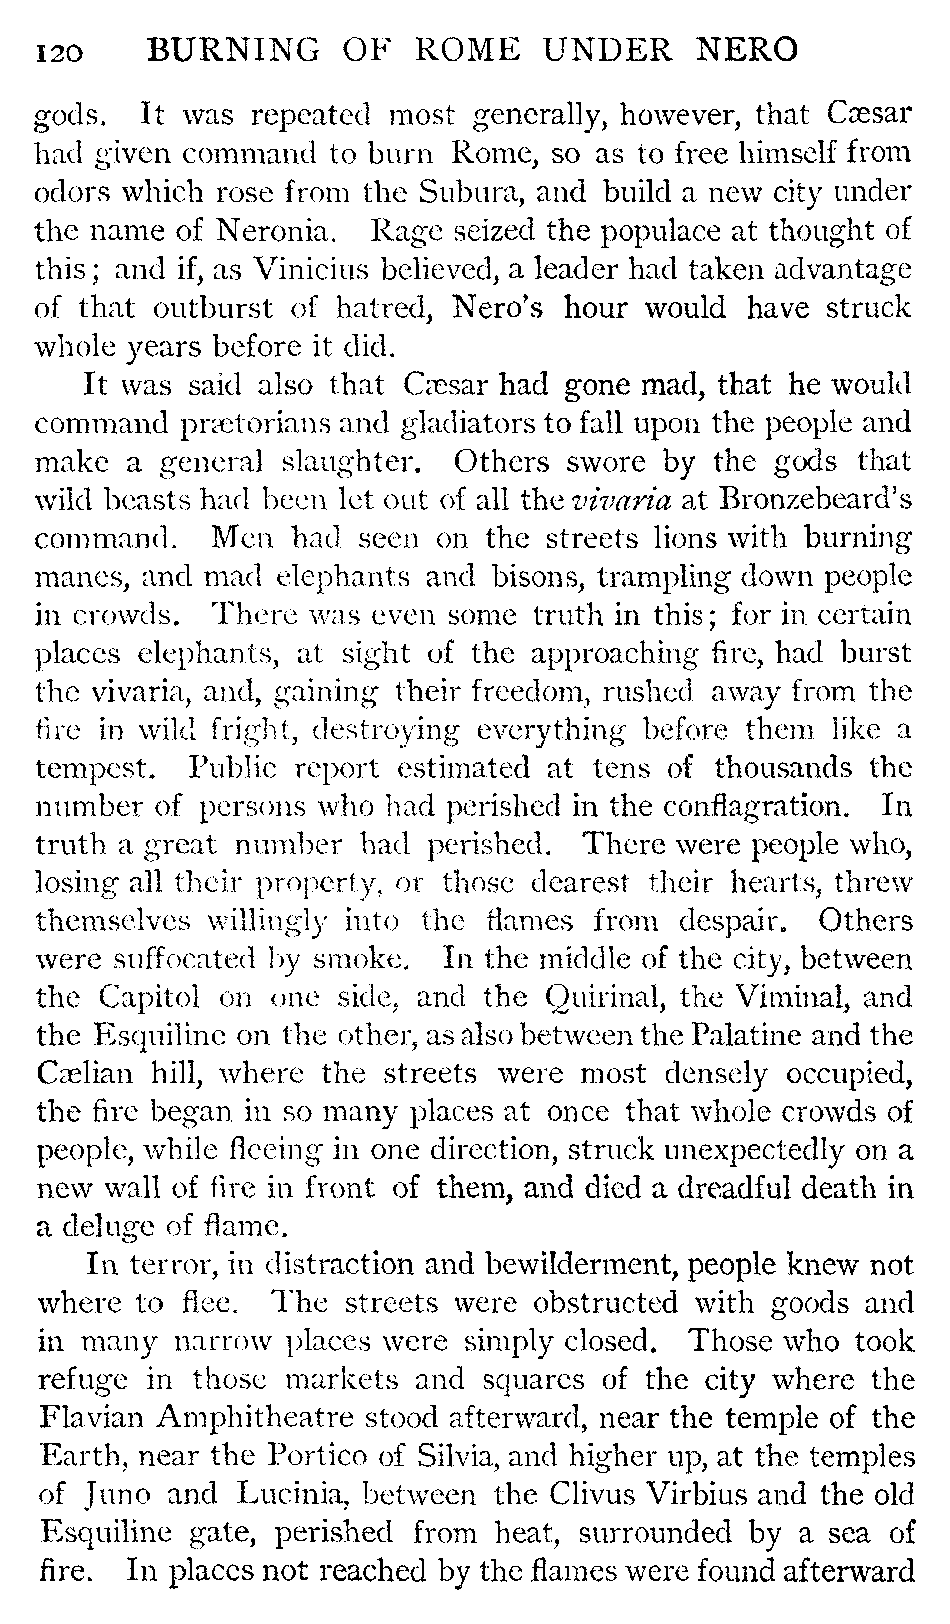 120 BURNING OF ROME UNDER NERO
gods. It was repeated most generally, however, that Cæsar
had given command to burn Rome, so as to free himself from
odors which rose from the Subura, and build a new city under
the name of Neronia. Rage seized the populace at thought of
this; and if, as Vinicius believed, a leader had taken advantage
of that outburst of hatred, Nero's hour would have struck
whole years before it did.
It was said also that Cæsar had gone mad, that he would
command prætorians and gladiators to fall upon the people and
make a general slaughter. Others swore by the gods that
wild beasts had been let out of all the vivaria at Bronzebeard's
command. Men had seen on the streets lions with burning
manes, and mad elephants and bisons, trampling down people
in crowds. There was even some truth in this; for in certain
places elephants, at sight of the approaching fire, had burst
the vivaria, and, gaining their freedom, rushed away from the
fire in wild fright, destroying everything before them like a
tempest. Public report estimated at tens of thousands the
number of persons who had perished in the conflagration. In
truth a great number had perished. There were people who,
losing all their property, or those dearest their hearts, threw
themselves willingly into the flames from despair. Others
were suffocated by smoke. In the middle of the city, between
the Capitol on one side, and the Quirinal, the Viminal, and
the Esquiline on the other, as also between the Palatine and the
Cælian hill, where the streets were most densely occupied,
the fire began in so many places at once that whole crowds of
people, while fleeing in one direction, struck unexpectedly on a
new wall of fire in front of them, and died a dreadful death in
a deluge of flame.
In terror, in distraction and bewilderment, people knew not
where to flee. The streets were obstructed with goods and
in many narrow places were simply closed. Those who took
refuge in those markets and squares of the city where the
Flavian Amphitheatre stood afterward, near the temple of the
Earth, near the Portico of Silvia, and higher up, at the temples
of Juno and Lucinia, between the Clivus Virbius and the old
Esquiline gate, perished from heat, surrounded by a sea of
fire. In places not reached by the flames were found afterward